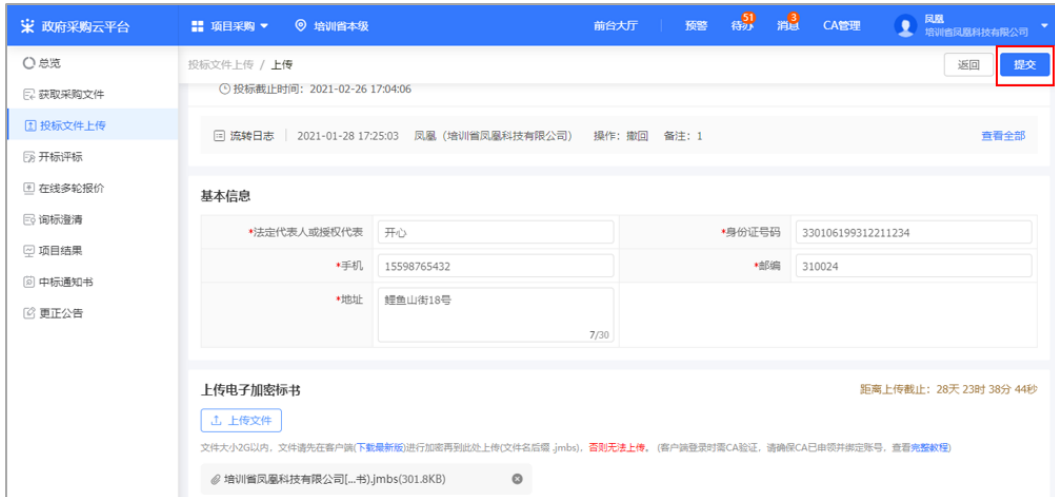 政府采购云平台 项目采购 培训省本级 前台大厅 预警 待办 51 消息 3 CA管理 凤凰
培训省凤凰科技有限公司
总览
获取采购文件
投标文件上传
开标评标
在线多轮报价
询标澄清
项目结果
中标通知书
更正公告
投标文件上传 / 上传 返回 提交
投标截止时间：2021-02-26 17:04:06
流转日志 2021-01-28 17:25:03 凤凰（培训省凤凰科技有限公司） 操作：撤回 备注：1 查看全部
基本信息
*法定代表人或授权代表 开心 *身份证号码 330106199312211234
*手机 15598765432 *邮编 310024
*地址 鲤鱼山街18号
7/30
上传电子加密标书 距离上传截止：28天 23时 38分 44秒
上传文件
文件大小2G以内，文件请先在客户端(下载最新版)进行加密再到此处上传(文件名后缀 .jmbs)，否则无法上传。(客户端登录时需CA验证，请确保CA已申领并绑定账号，查看完整教程)
培训省凤凰科技有限公司[...书).jmbs(301.8KB)